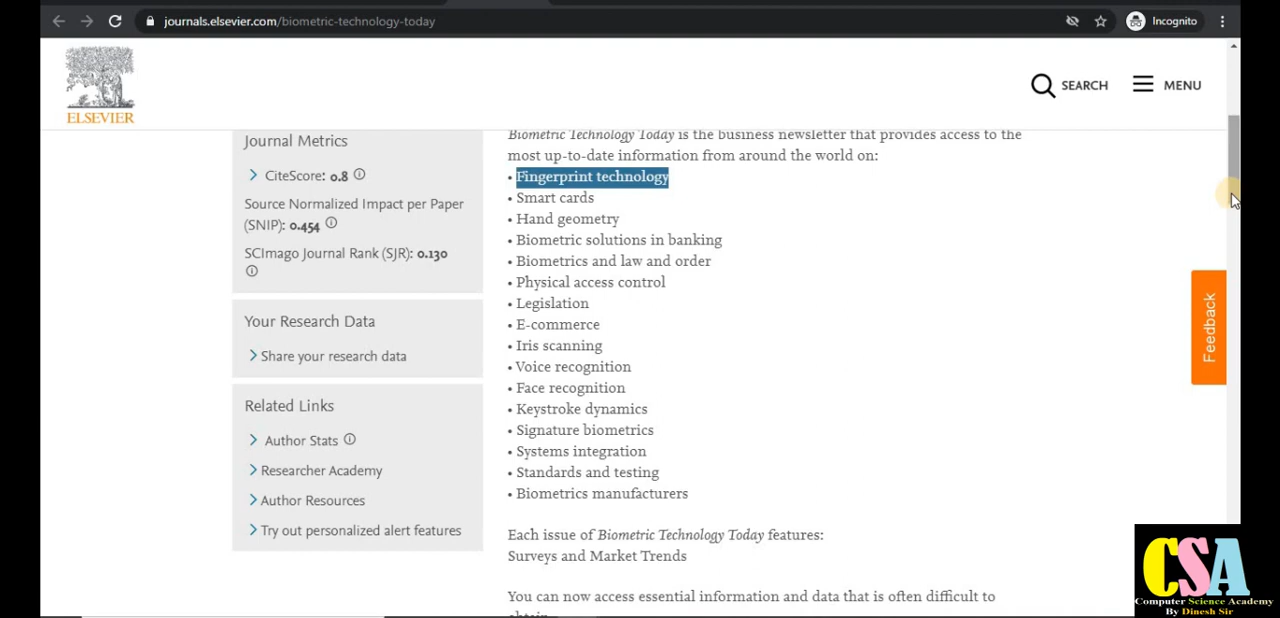 journals.elsevier.com/biometric-technology-today
Incognito
ELSEVIER
SEARCH
MENU
Journal Metrics
CiteScore: 0.8
Source Normalized Impact per Paper
(SNIP): 0.454
SCImago Journal Rank (SJR): 0.130
Your Research Data
Share your research data
Related Links
Author Stats
Researcher Academy
Author Resources
Try out personalized alert features
Biometric Technology Today is the business newsletter that provides access to the
most up-to-date information from around the world on:
• Fingerprint technology
• Smart cards
• Hand geometry
• Biometric solutions in banking
• Biometrics and law and order
• Physical access control
• Legislation
• E-commerce
• Iris scanning
• Voice recognition
• Face recognition
• Keystroke dynamics
• Signature biometrics
• Systems integration
• Standards and testing
• Biometrics manufacturers
Each issue of Biometric Technology Today features:
Surveys and Market Trends
You can now access essential information and data that is often difficult to
Feedback
CSA
Computer Science Academy
By Dinesh Sir